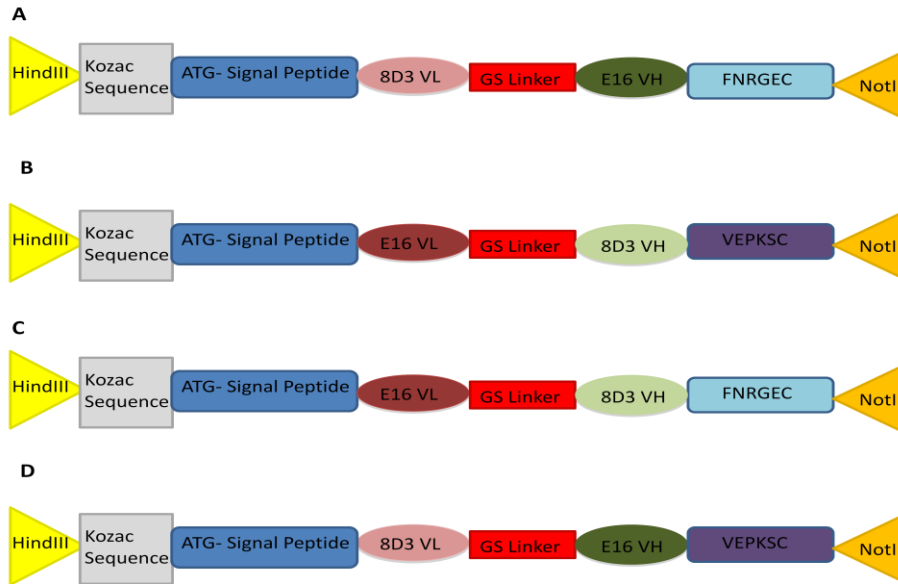 A
HindIII
Kozac
Sequence
ATG- Signal Peptide
8D3 VL
GS Linker
E16 VH
FNRGEC
NotI
B
HindIII
Kozac
Sequence
ATG- Signal Peptide
E16 VL
GS Linker
8D3 VH
VEPKSC
NotI
C
HindIII
Kozac
Sequence
ATG- Signal Peptide
E16 VL
GS Linker
8D3 VH
FNRGEC
NotI
D
HindIII
Kozac
Sequence
ATG- Signal Peptide
8D3 VL
GS Linker
E16 VH
VEPKSC
NotI